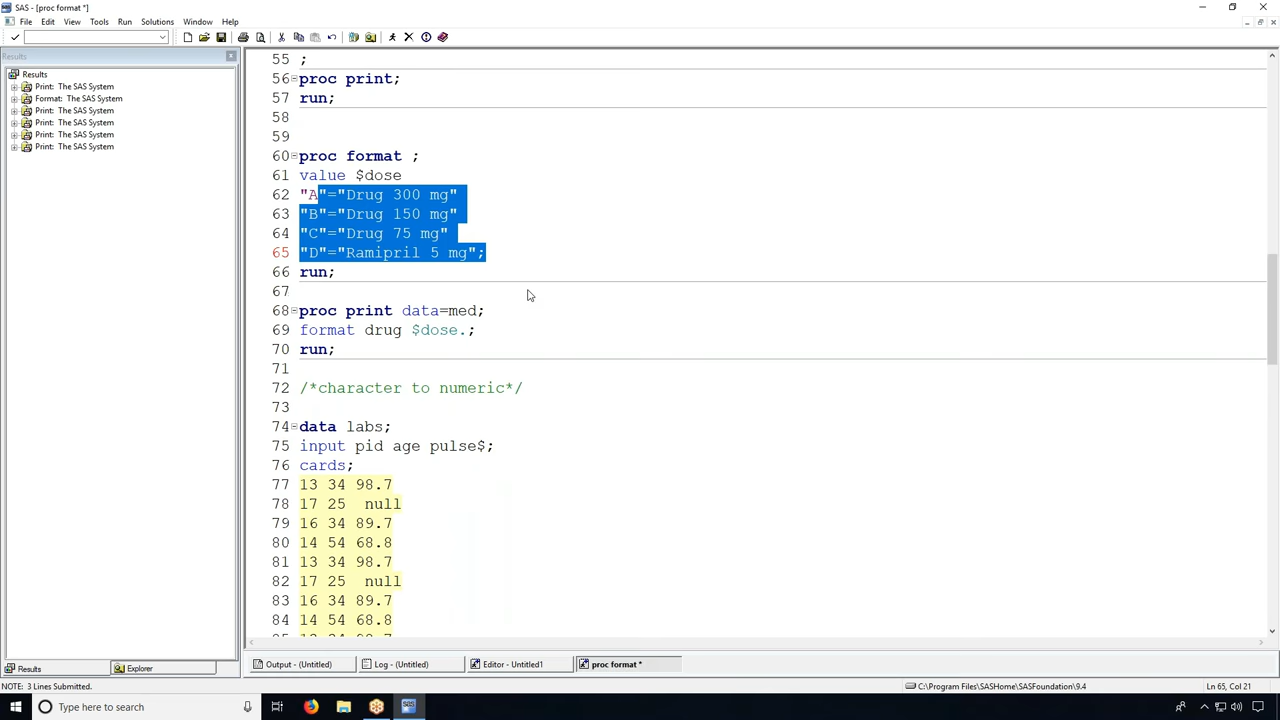 SAS - [proc format *]
File Edit View Tools Run Solutions Window Help
Results
Results
Print: The SAS System
Format: The SAS System
Print: The SAS System
Print: The SAS System
Print: The SAS System
Print: The SAS System
55 ;
56 proc print;
57 run;
58
59
60 proc format ;
61 value $dose
62 "A"="Drug 300 mg"
63 "B"="Drug 150 mg"
64 "C"="Drug 75 mg"
65 "D"="Ramipril 5 mg";
66 run;
67
68 proc print data=med;
69 format drug $dose.;
70 run;
71
72 /*character to numeric*/
73
74 data labs;
75 input pid age pulse$;
76 cards;
77 13 34 98.7
78 17 25  null
79 16 34 89.7
80 14 54 68.8
81 13 34 98.7
82 17 25  null
83 16 34 89.7
84 14 54 68.8
Results Explorer
Output - (Untitled) Log - (Untitled) Editor - Untitled1 proc format *
NOTE: 3 Lines Submitted. C:\Program Files\SASHome\SASFoundation\9.4 Ln 65, Col 21
Type here to search